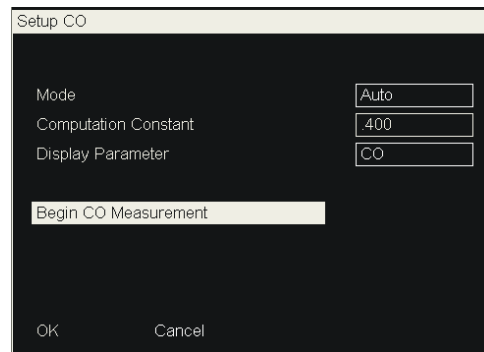 Setup CO
Mode Auto
Computation Constant .400
Display Parameter CO
Begin CO Measurement
OK Cancel